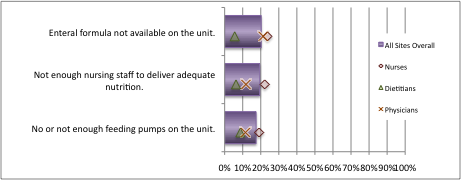 Enteral formula not available on the unit.
Not enough nursing staff to deliver adequate
nutrition.
No or not enough feeding pumps on the unit.
All Sites Overall
Nurses
Dietitians
Physicians
0% 10% 20% 30% 40% 50% 60% 70% 80% 90% 100%